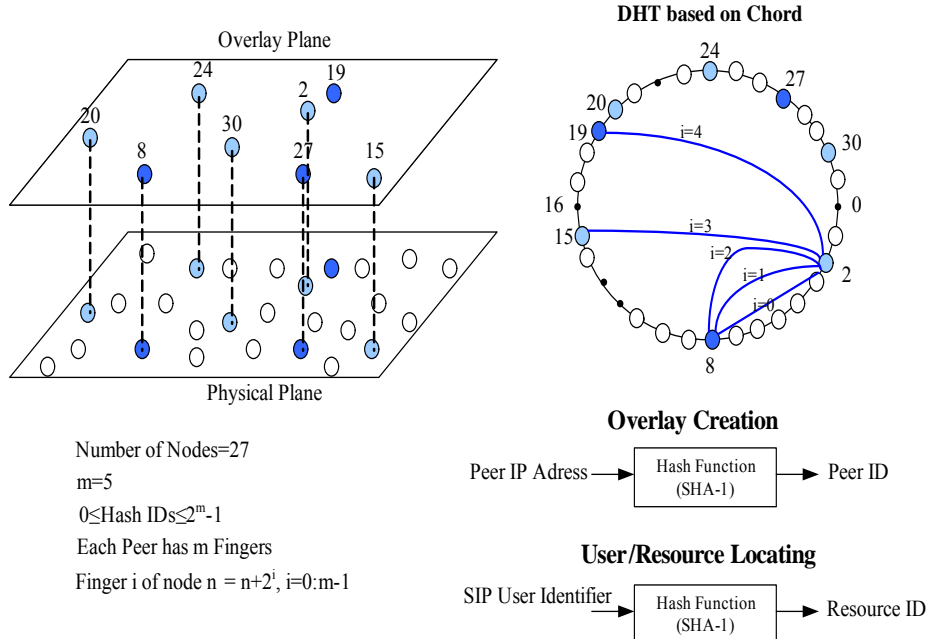 Overlay Plane
24
19
2
20
30
8
27
15
Physical Plane
DHT based on Chord
24
27
20
19
30
i=4
16
0
15
i=3
i=2
i=1
i=0
2
8
Number of Nodes=27
m=5
0≤Hash IDs≤2^m-1
Each Peer has m Fingers
Finger i of node n = n+2^i, i=0:m-1
Overlay Creation
Peer IP Adress
Hash Function
(SHA-1)
Peer ID
User/Resource Locating
SIP User Identifier
Hash Function
(SHA-1)
Resource ID